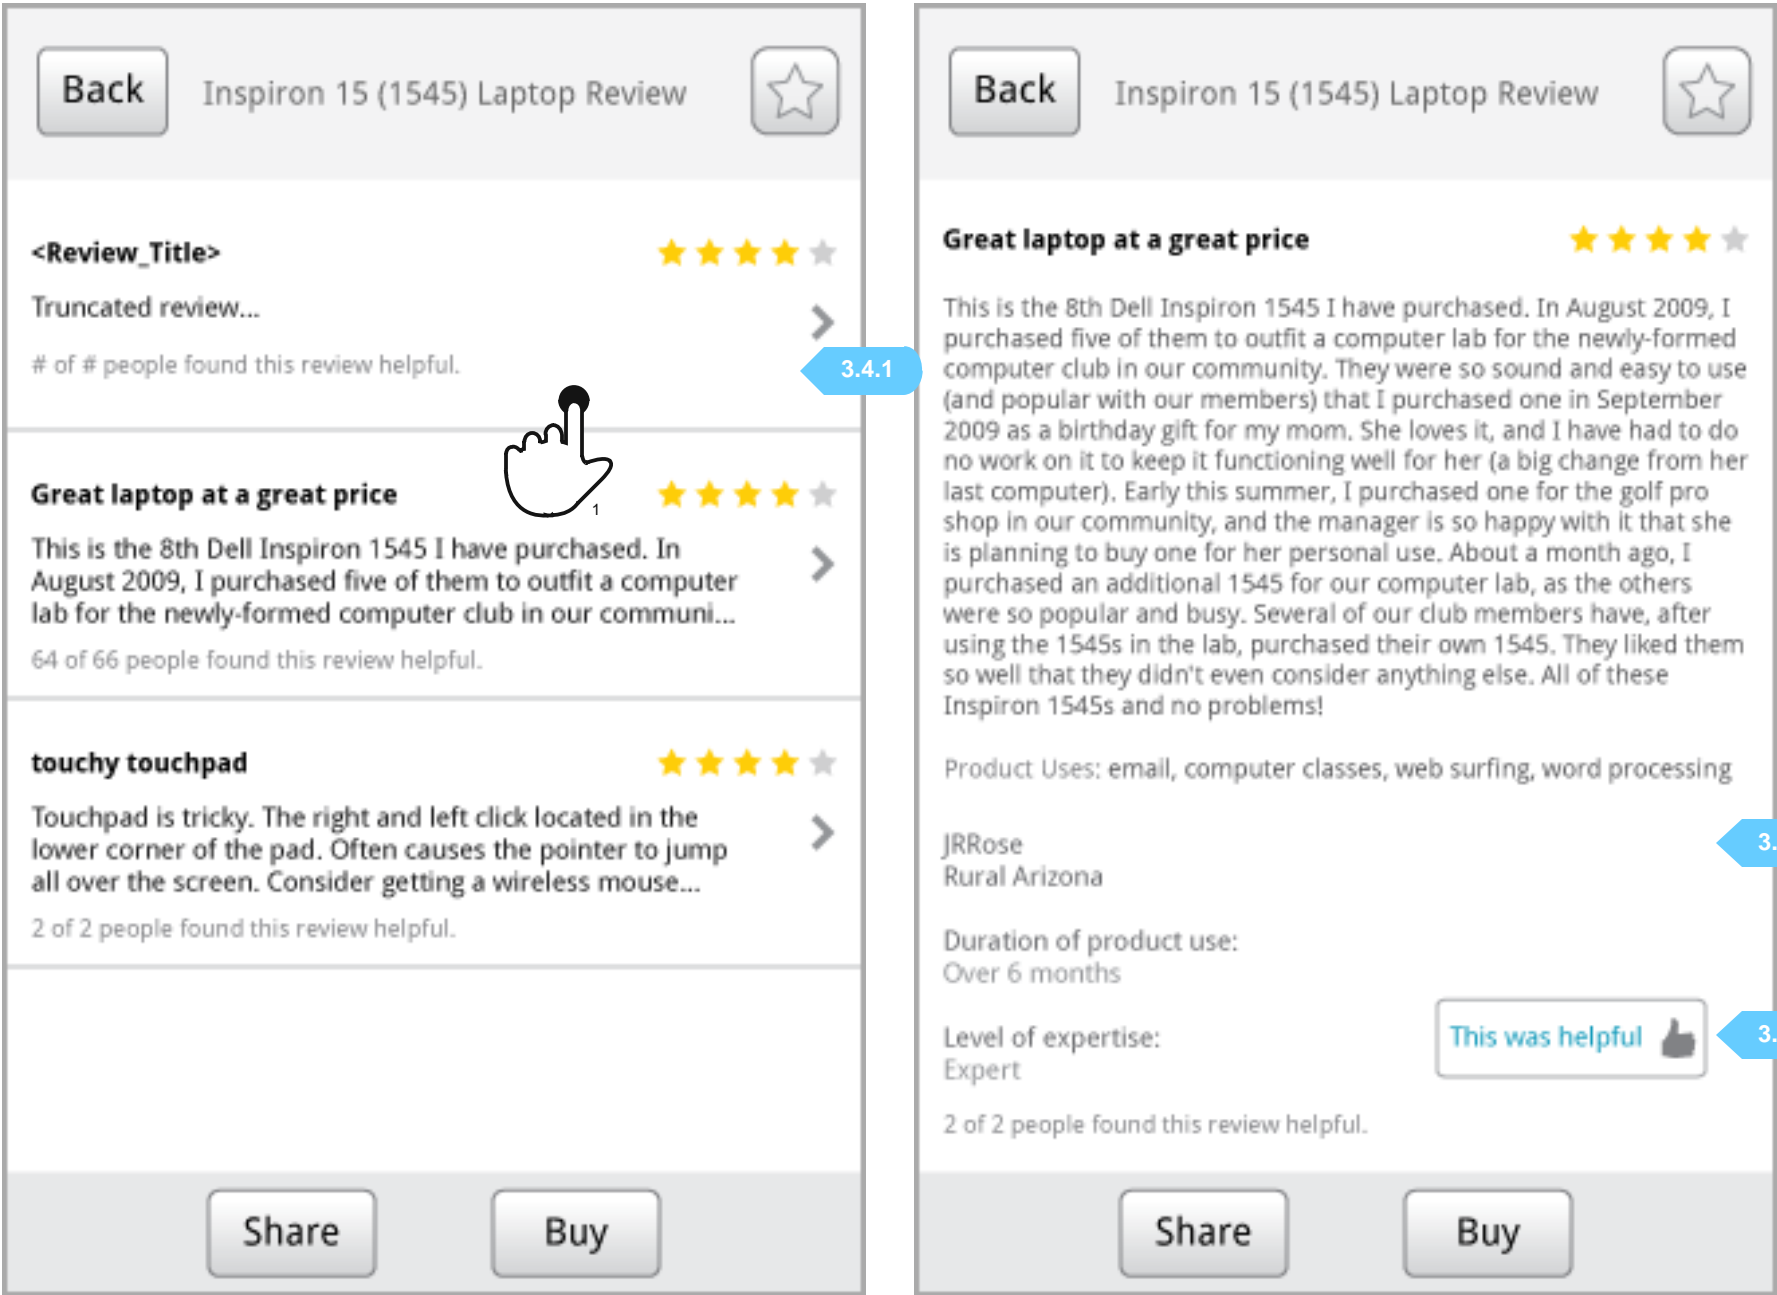 Back
Inspiron 15 (1545) Laptop Review
<Review_Title>
Truncated review...
# of # people found this review helpful.
3.4.1
1
Great laptop at a great price
This is the 8th Dell Inspiron 1545 I have purchased. In
August 2009, I purchased five of them to outfit a computer
lab for the newly-formed computer club in our communi...
64 of 66 people found this review helpful.
touchy touchpad
Touchpad is tricky. The right and left click located in the
lower corner of the pad. Often causes the pointer to jump
all over the screen. Consider getting a wireless mouse...
2 of 2 people found this review helpful.
Share
Buy
Back
Inspiron 15 (1545) Laptop Review
Great laptop at a great price
This is the 8th Dell Inspiron 1545 I have purchased. In August 2009, I
purchased five of them to outfit a computer lab for the newly-formed
computer club in our community. They were so sound and easy to use
(and popular with our members) that I purchased one in September
2009 as a birthday gift for my mom. She loves it, and I have had to do
no work on it to keep it functioning well for her (a big change from her
last computer). Early this summer, I purchased one for the golf pro
shop in our community, and the manager is so happy with it that she
is planning to buy one for her personal use. About a month ago, I
purchased an additional 1545 for our computer lab, as the others
were so popular and busy. Several of our club members have, after
using the 1545s in the lab, purchased their own 1545. They liked them
so well that they didn't even consider anything else. All of these
Inspiron 1545s and no problems!
Product Uses: email, computer classes, web surfing, word processing
JRRose
3.
Rural Arizona
Duration of product use:
Over 6 months
Level of expertise:
Expert
This was helpful
3.
2 of 2 people found this review helpful.
Share
Buy